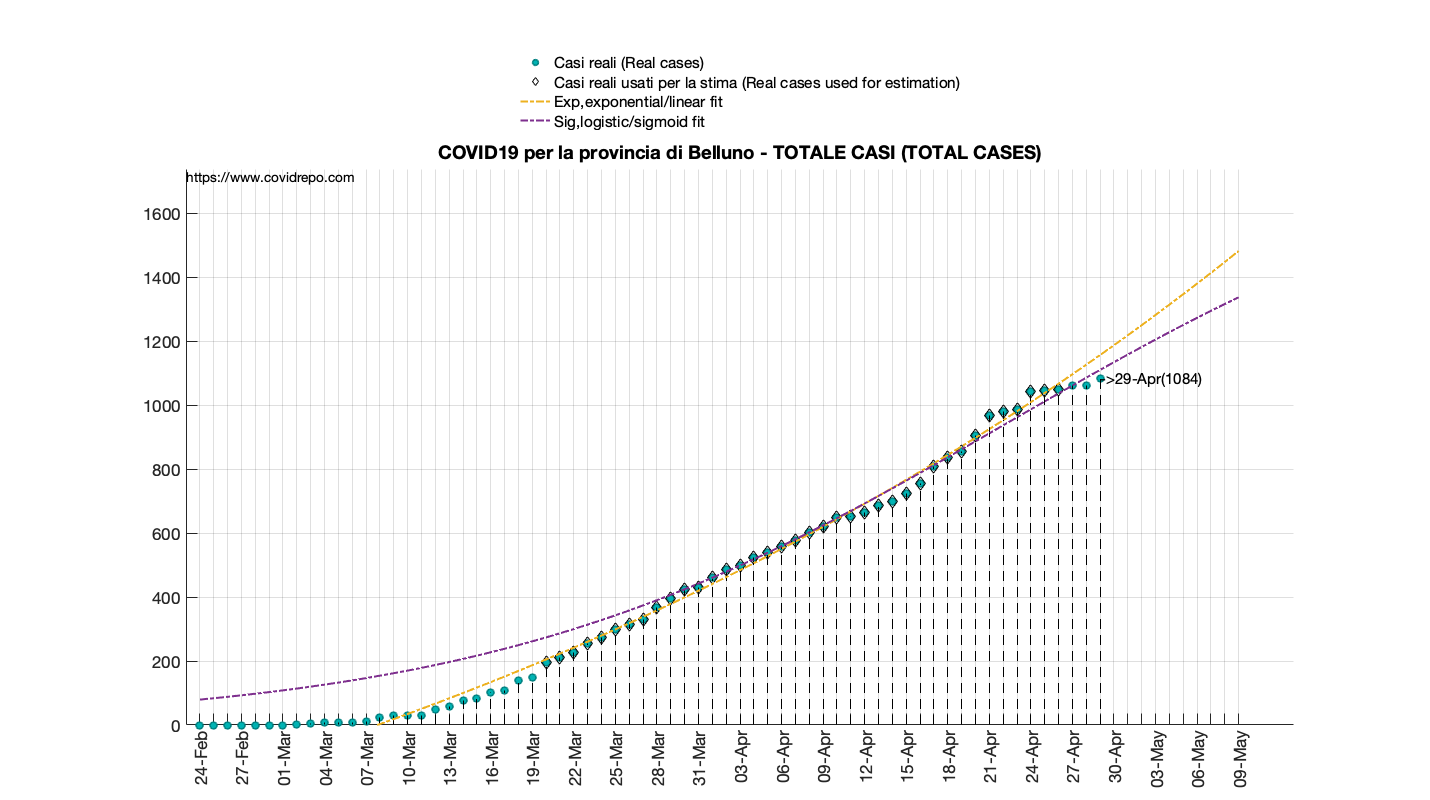 Casi reali (Real cases)
Casi reali usati per la stima (Real cases used for estimation)
Exp,exponential/linear fit
Sig,logistic/sigmoid fit
COVID19 per la provincia di Belluno - TOTALE CASI (TOTAL CASES)
https://www.covidrepo.com
1600
1400
1200
>29-Apr(1084)
1000
800
600
400
200
0
24-Feb
27-Feb
01-Mar
04-Mar
07-Mar
10-Mar
13-Mar
16-Mar
19-Mar
22-Mar
25-Mar
28-Mar
31-Mar
03-Apr
06-Apr
09-Apr
12-Apr
15-Apr
18-Apr
21-Apr
24-Apr
27-Apr
30-Apr
03-May
06-May
09-May